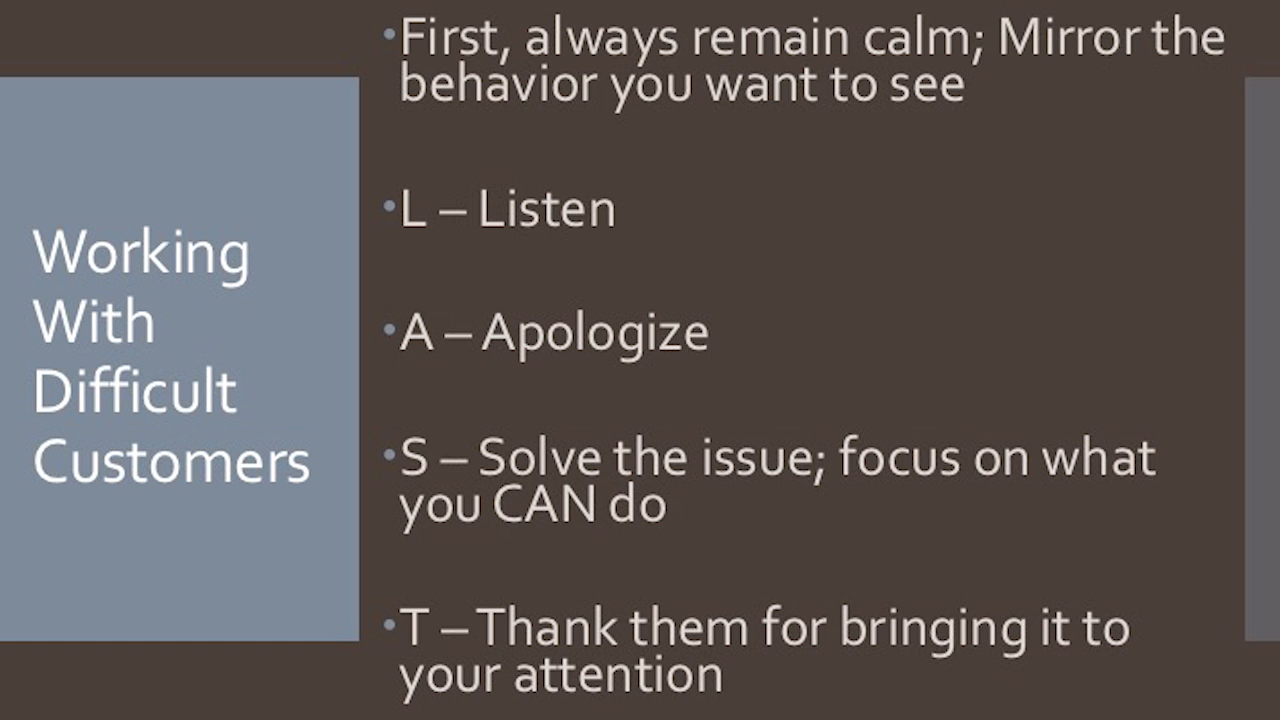 Working
With
Difficult
Customers
•First, always remain calm; Mirror the
behavior you want to see
•L – Listen
•A – Apologize
•S – Solve the issue; focus on what
you CAN do
•T – Thank them for bringing it to
your attention